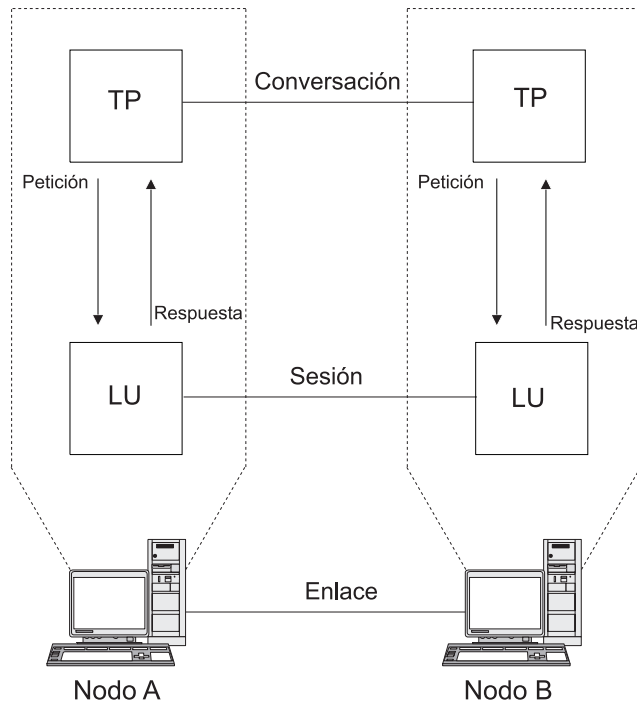 TP
Conversación
TP
Petición
Petición
Respuesta
Respuesta
LU
Sesión
LU
Enlace
Nodo A
Nodo B